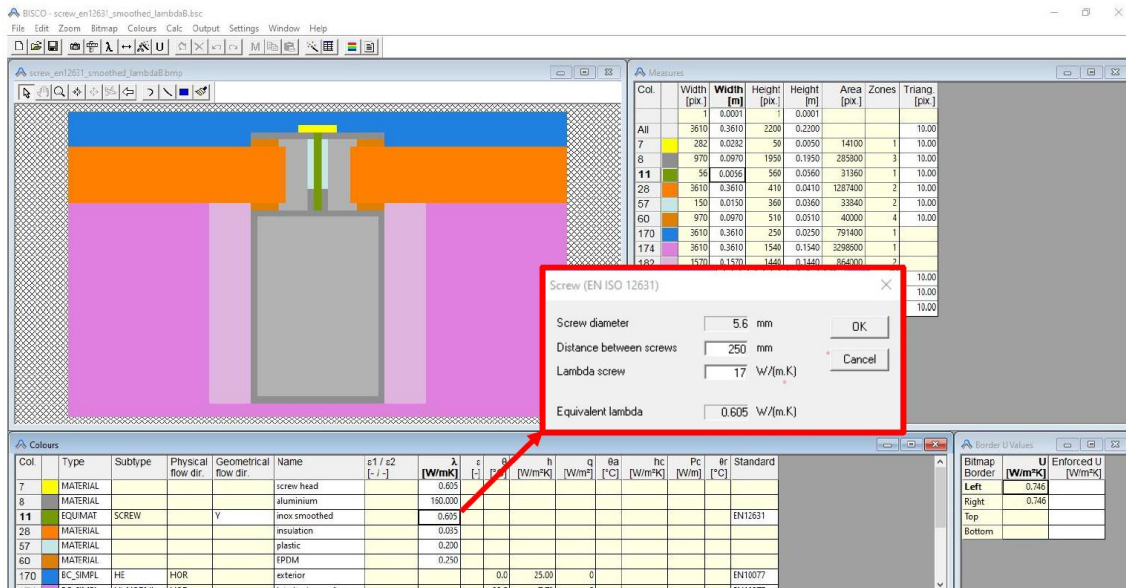 BISCO - screw_en12631_smoothed_lambdaB.bsc
File Edit Zoom Bitmap Colours Calc Output Settings Window Help
screw_en12631_smoothed_lambdaB.bmp
Measures
Col. Width [pix.] Width [m] Height [pix.] Height [m] Area [pix.] Zones Triang. [pix.]
1 0.0001 1 0.0001
All 3610 0.3610 2200 0.2200 10.00
7 282 0.0282 50 0.0050 14100 1 10.00
8 970 0.0970 1950 0.1950 285800 3 10.00
11 56 0.0056 560 0.0560 31360 1 10.00
28 3610 0.3610 410 0.0410 1287400 2 10.00
57 150 0.0150 360 0.0360 33840 2 10.00
60 970 0.0970 510 0.0510 40000 4 10.00
170 3610 0.3610 250 0.0250 791400 1
174 3610 0.3610 1540 0.1540 3298600 1
182 1570 0.1570 1440 0.1440 864000 2
10.00
10.00
10.00
Screw (EN ISO 12631)
Screw diameter 5.6 mm OK
Distance between screws 250 mm
Lambda screw 17 W/(m.K) Cancel
Equivalent lambda 0.605 W/(m.K)
Colours
Col. Type Subtype Physical flow dir. Geometrical flow dir. Name ε1 / ε2 [- / -] λ [W/mK] ε [-] h [W/m²K] q [W/m²] θa [°C] hc [W/m²K] Pc [W/m] θr [°C] Standard
7 MATERIAL screw head 0.605
8 MATERIAL aluminium 160.000
11 EQUIMAT SCREW Y inox smoothed 0.605 EN12631
28 MATERIAL insulation 0.035
57 MATERIAL plastic 0.200
60 MATERIAL EPDM 0.250
170 BC_SIMPL HE HOR exterior 0.0 25.00 0 EN10077
Border U Values
Bitmap Border U [W/m²K] Enforced U [W/m²K]
Left 0.746
Right 0.746
Top
Bottom